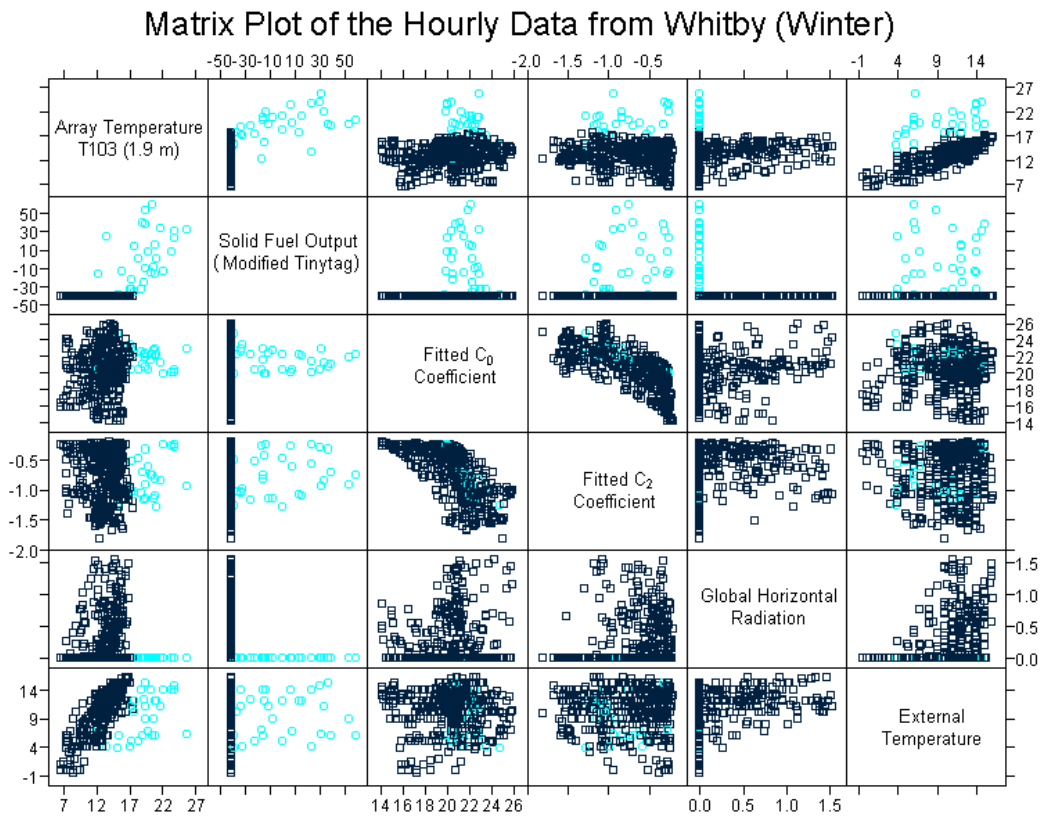 Matrix Plot of the Hourly Data from Whitby (Winter)
-50 -30 -10 10 30 50
-2.0 -1.5 -1.0 -0.5
-1 4 9 14
Array Temperature
T103 (1.9 m)
27
22
17
12
7
50
30
10
-10
-30
-50
Solid Fuel Output
(Modified Tinytag)
Fitted C0
Coefficient
26
24
22
20
18
16
14
-0.5
-1.0
-1.5
-2.0
Fitted C2
Coefficient
Global Horizontal
Radiation
1.5
1.0
0.5
0.0
14
9
4
-1
External
Temperature
7 12 17 22 27
14 16 18 20 22 24 26
0.0 0.5 1.0 1.5